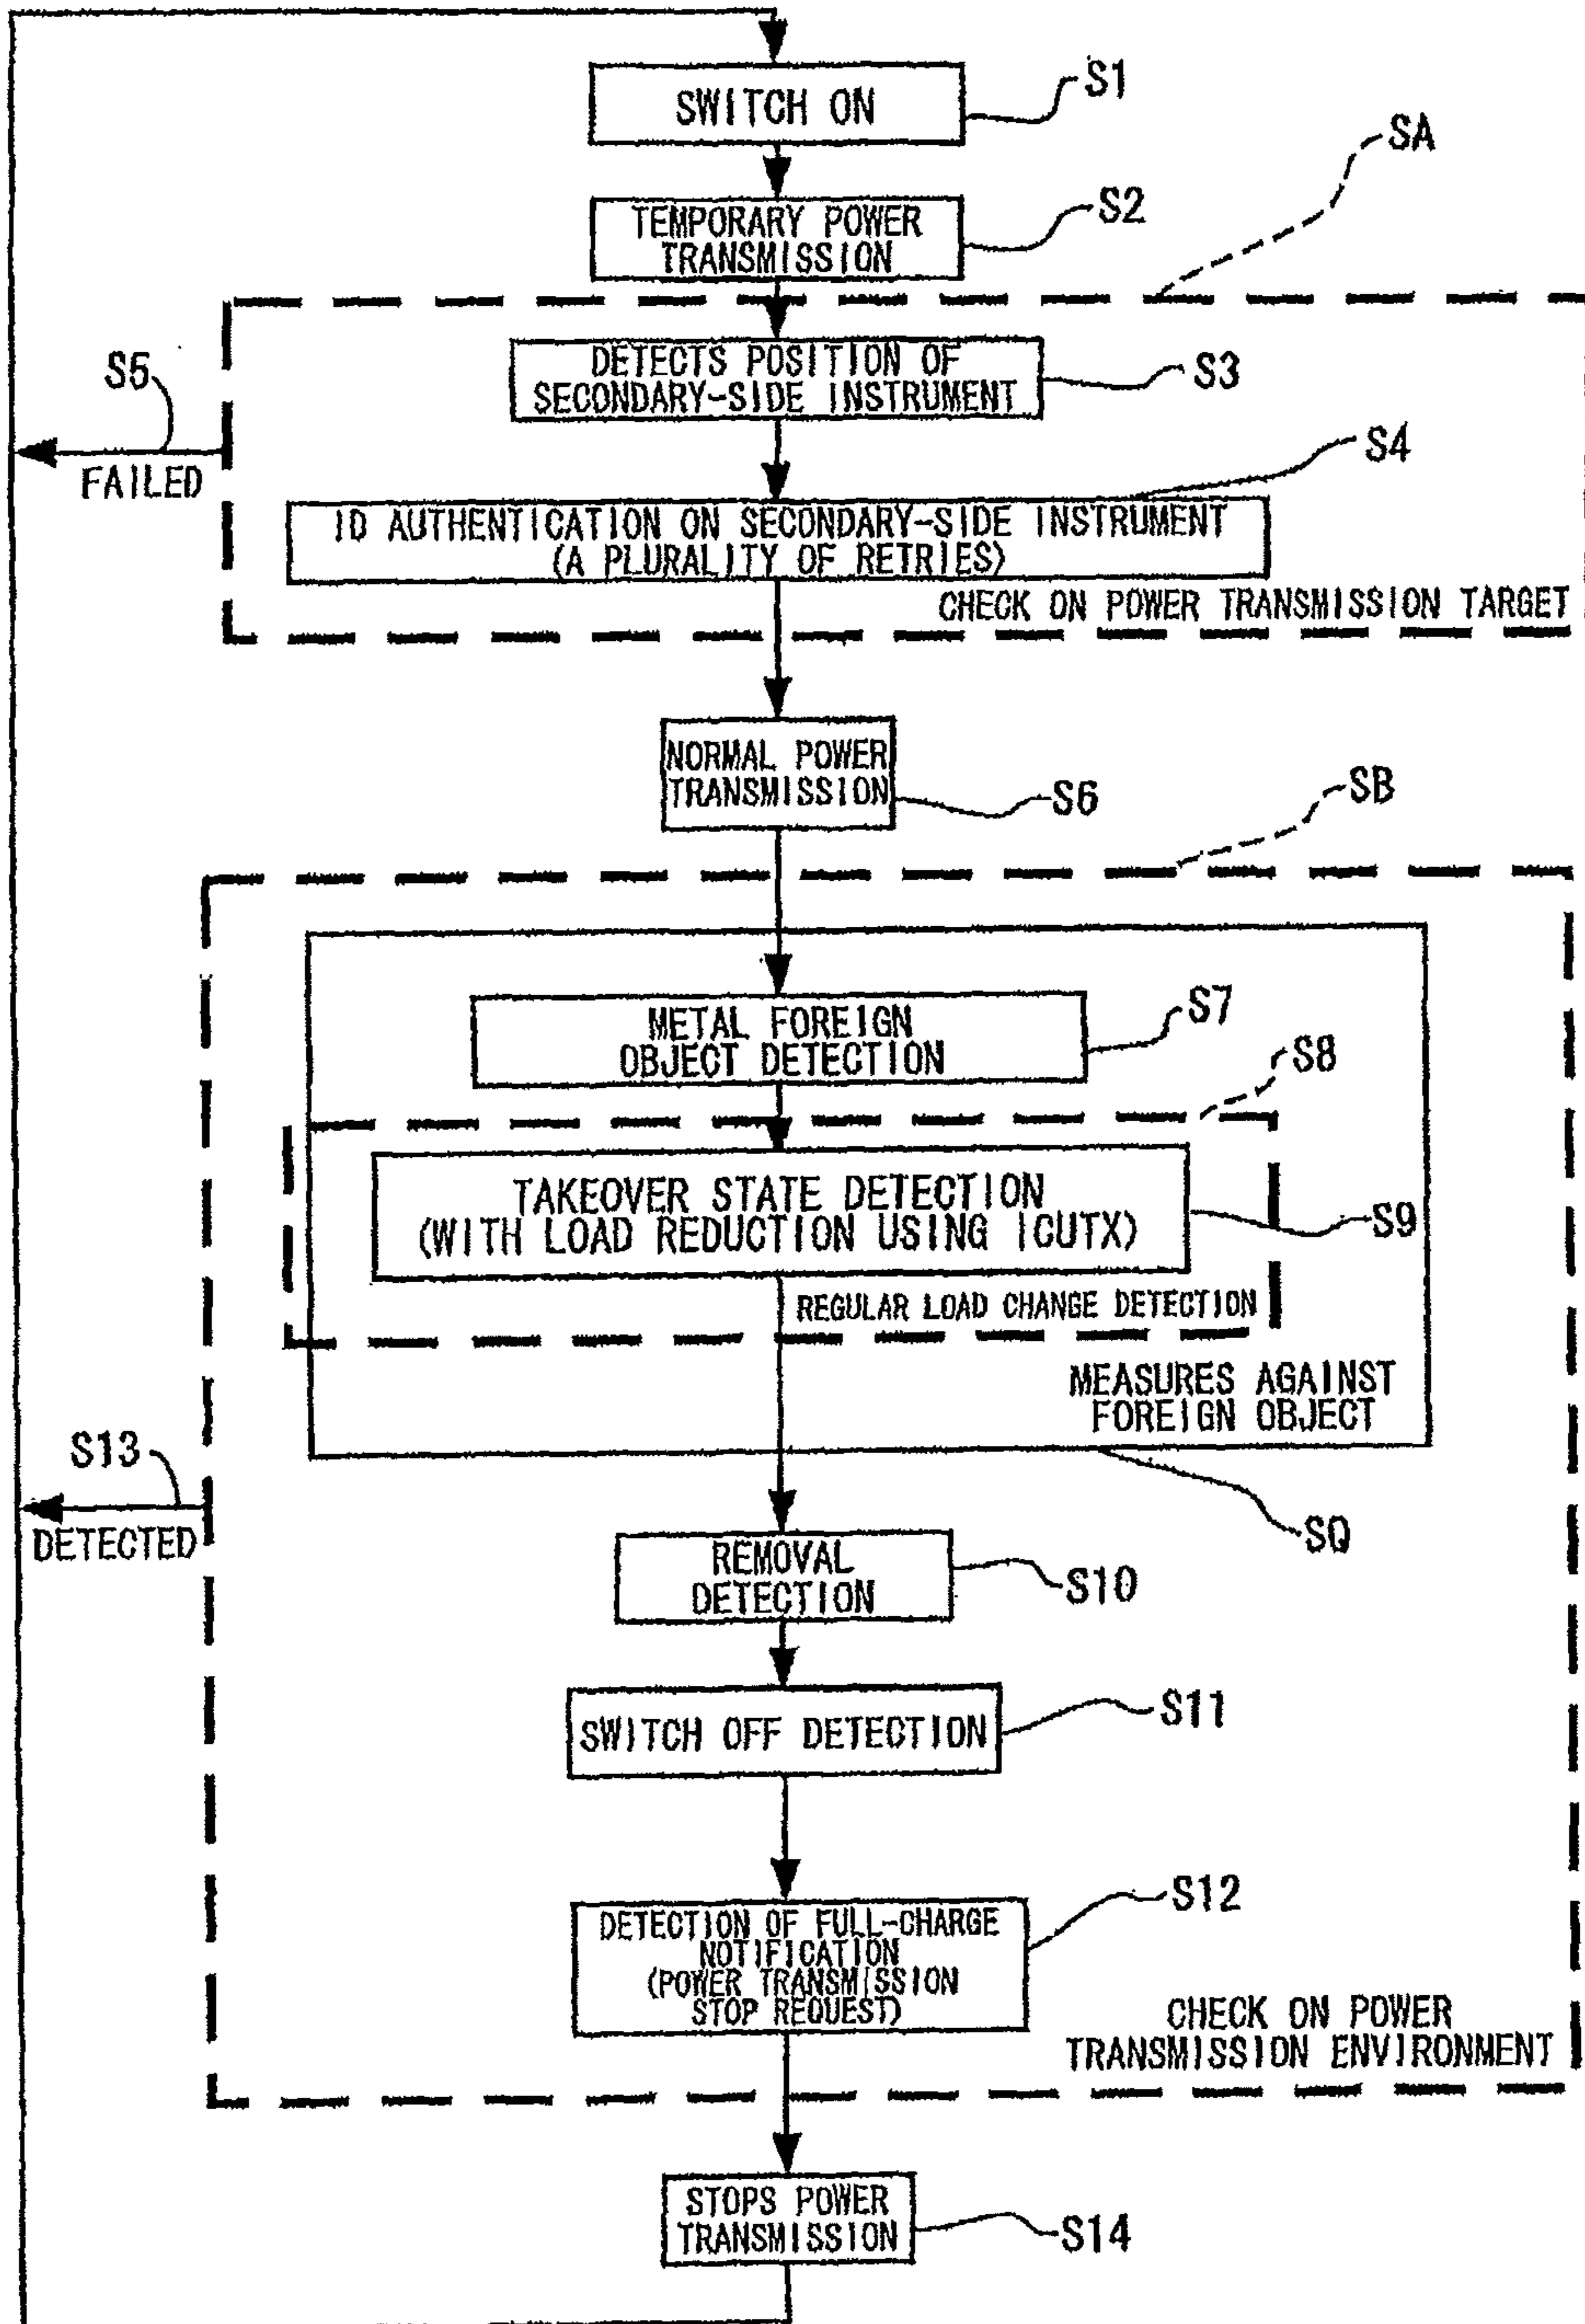 SWITCH ON
S1
SA
TEMPORARY POWER
TRANSMISSION
S2
DETECTS POSITION OF
SECONDARY-SIDE INSTRUMENT
S3
S5
FAILED
S4
ID AUTHENTICATION ON SECONDARY-SIDE INSTRUMENT
(A PLURALITY OF RETRIES)
CHECK ON POWER TRANSMISSION TARGET
NORMAL POWER
TRANSMISSION
S6
SB
METAL FOREIGN
OBJECT DETECTION
S7
S8
TAKEOVER STATE DETECTION
(WITH LOAD REDUCTION USING ICUTX)
S9
REGULAR LOAD CHANGE DETECTION
MEASURES AGAINST
FOREIGN OBJECT
S13
DETECTED
SQ
REMOVAL
DETECTION
S10
SWITCH OFF DETECTION
S11
DETECTION OF FULL-CHARGE
NOTIFICATION
(POWER TRANSMISSION
STOP REQUEST)
S12
CHECK ON POWER
TRANSMISSION ENVIRONMENT
STOPS POWER
TRANSMISSION
S14